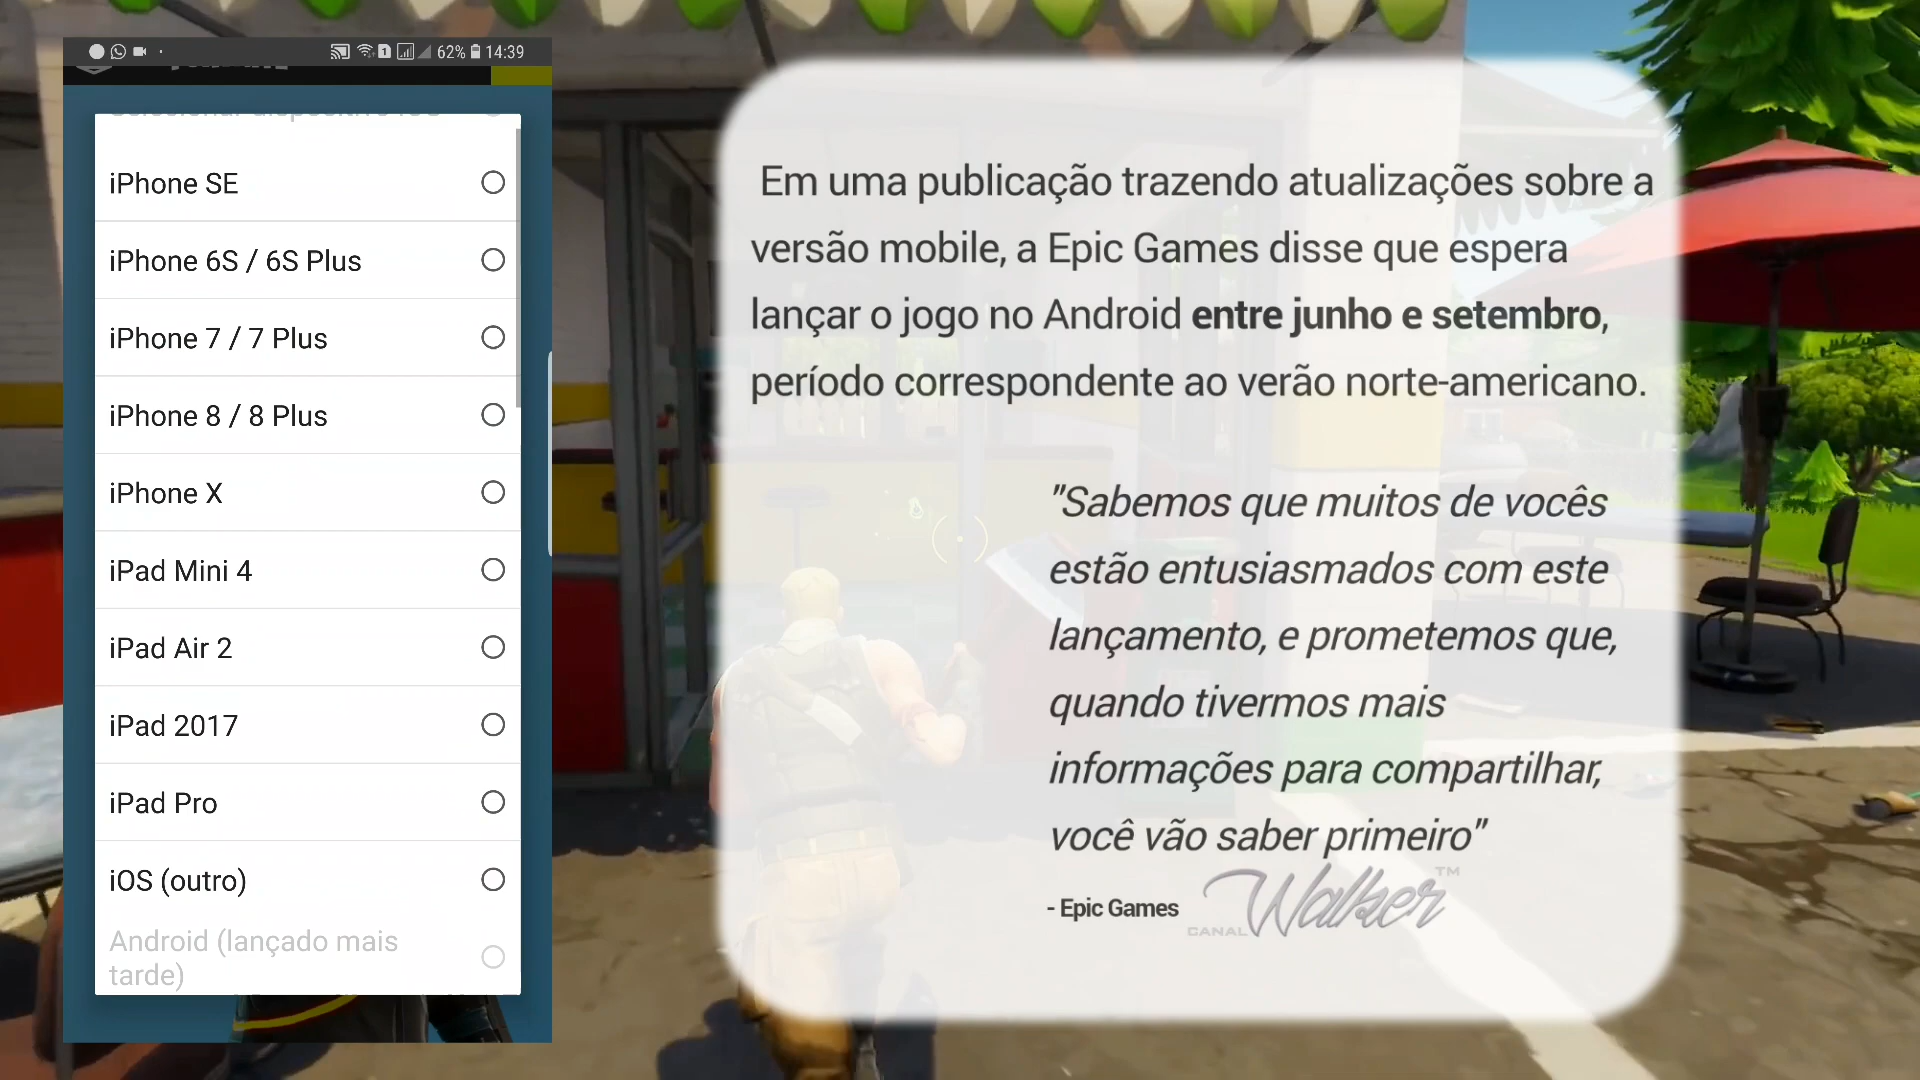 62% 14:39
iPhone SE
iPhone 6S / 6S Plus
iPhone 7 / 7 Plus
iPhone 8 / 8 Plus
iPhone X
iPad Mini 4
iPad Air 2
iPad 2017
iPad Pro
iOS (outro)
Android (lançado mais
tarde)
Em uma publicação trazendo atualizações sobre a
versão mobile, a Epic Games disse que espera
lançar o jogo no Android entre junho e setembro,
período correspondente ao verão norte-americano.
"Sabemos que muitos de vocês
estão entusiasmados com este
lançamento, e prometemos que,
quando tivermos mais
informações para compartilhar,
você vão saber primeiro"
- Epic Games
CANAL Walker™